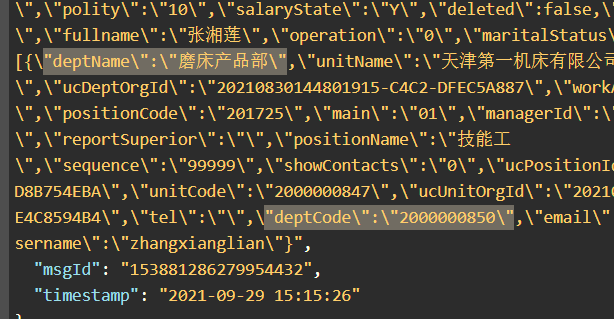 \",\"polity\":\"10\",\"salaryState\":\"Y\",\"deleted\":false,\"
\",\"fullname\":\"张湘莲\",\"operation\":\"0\",\"maritalStatus\
[{\"deptName\":\"磨床产品部\",\"unitName\":\"天津第一机床有限公司
\",\"ucDeptOrgId\":\"20210830144801915-C4C2-DFEC5A887\",\"workA
\",\"positionCode\":\"201725\",\"main\":\"01\",\"managerId\":\"
\",\"reportSuperior\":\"\",\"positionName\":\"技能工
\",\"sequence\":\"99999\",\"showContacts\":\"0\",\"ucPositionId
D8B754EBA\",\"unitCode\":\"2000000847\",\"ucUnitOrgId\":\"2021
E4C8594B4\",\"tel\":\"\",\"deptCode\":\"2000000850\",\"email\"
sername\":\"zhangxianglian\"}",
"msgId": "153881286279954432",
"timestamp": "2021-09-29 15:15:26"